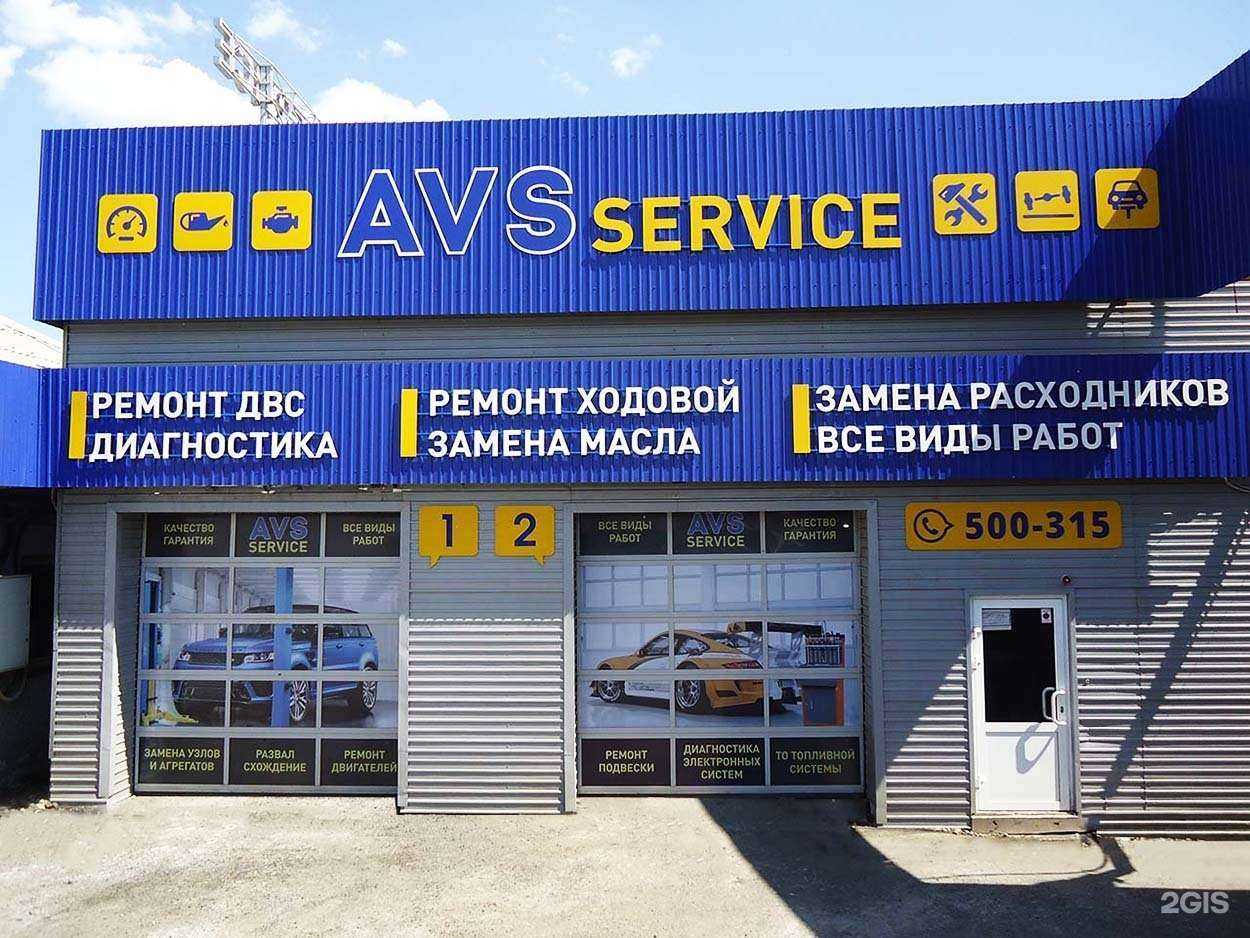 AVS SERVICE
РЕМОНТ ДВС
ДИАГНОСТИКА
РЕМОНТ ХОДОВОЙ
ЗАМЕНА МАСЛА
ЗАМЕНА РАСХОДНИКОВ
ВСЕ ВИДЫ РАБОТ
КАЧЕСТВО
ГАРАНТИЯ
AVS
SERVICE
ВСЕ ВИДЫ
РАБОТ
ЗАМЕНА УЗЛОВ
И АГРЕГАТОВ
РАЗВАЛ
СХОЖДЕНИЕ
РЕМОНТ
ДВИГАТЕЛЕЙ
1
2
ВСЕ ВИДЫ
РАБОТ
AVS
SERVICE
КАЧЕСТВО
ГАРАНТИЯ
РЕМОНТ
ПОДВЕСКИ
ДИАГНОСТИКА
ЭЛЕКТРОННЫХ
СИСТЕМ
ТО ТОПЛИВНОЙ
СИСТЕМЫ
500-315
2GIS